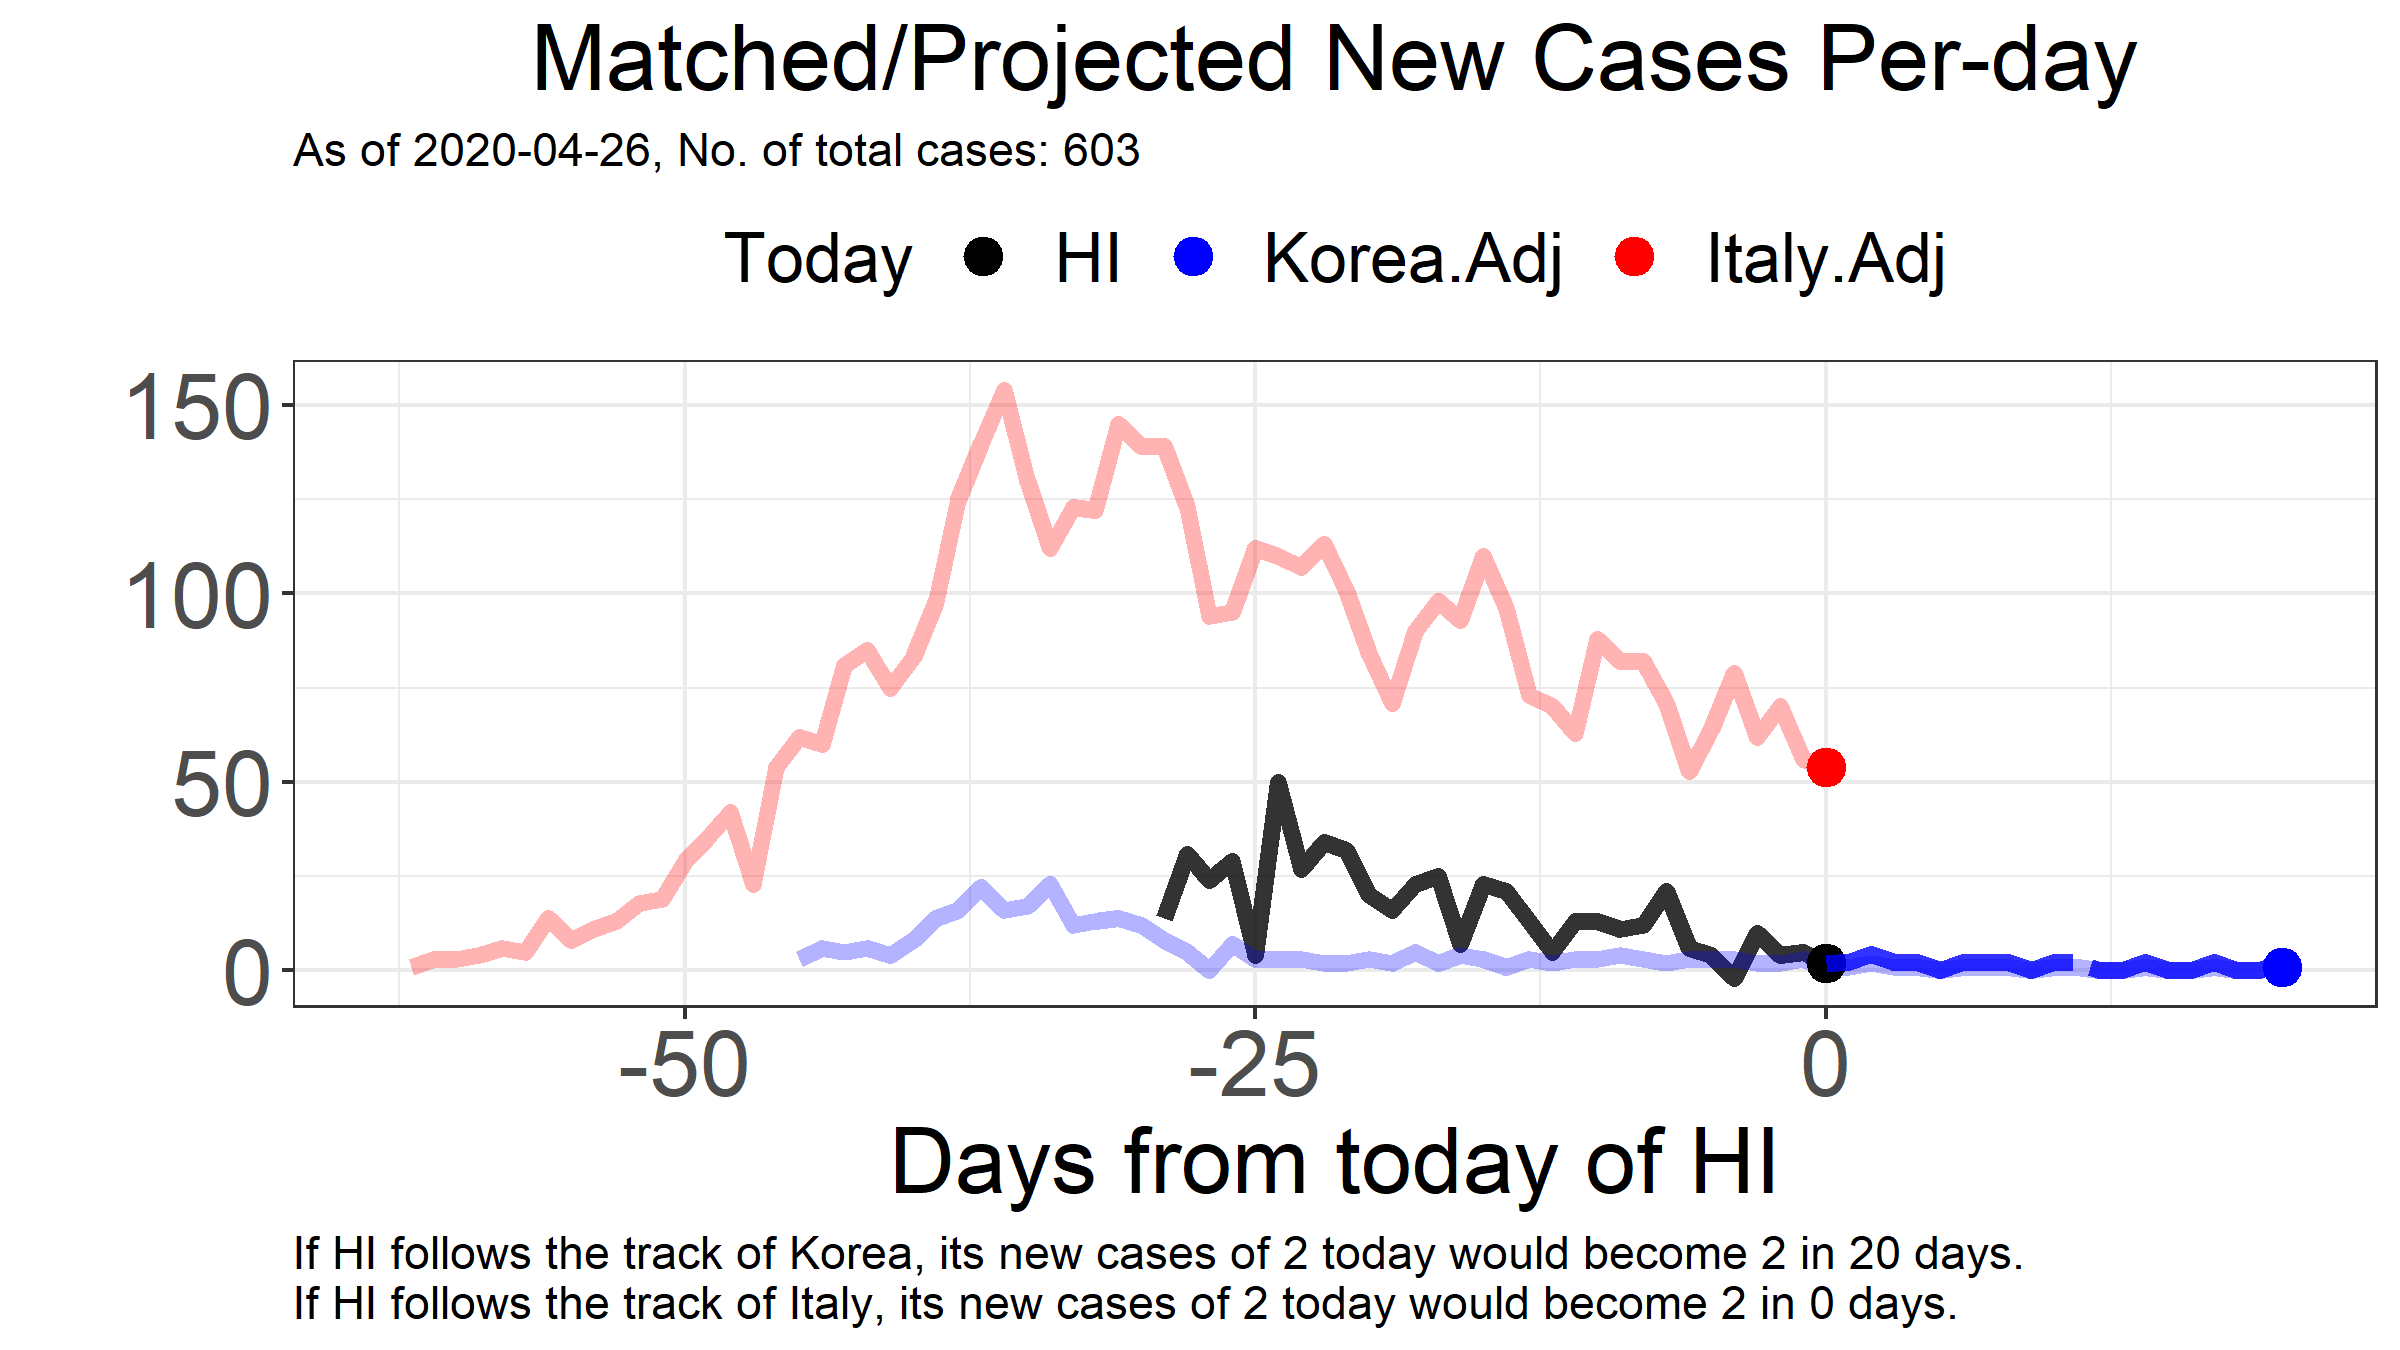 Matched/Projected New Cases Per-day
As of 2020-04-26, No. of total cases: 603
Today HI Korea.Adj Italy.Adj
150
100
50
0
-50 -25 0
Days from today of HI
If HI follows the track of Korea, its new cases of 2 today would become 2 in 20 days.
If HI follows the track of Italy, its new cases of 2 today would become 2 in 0 days.